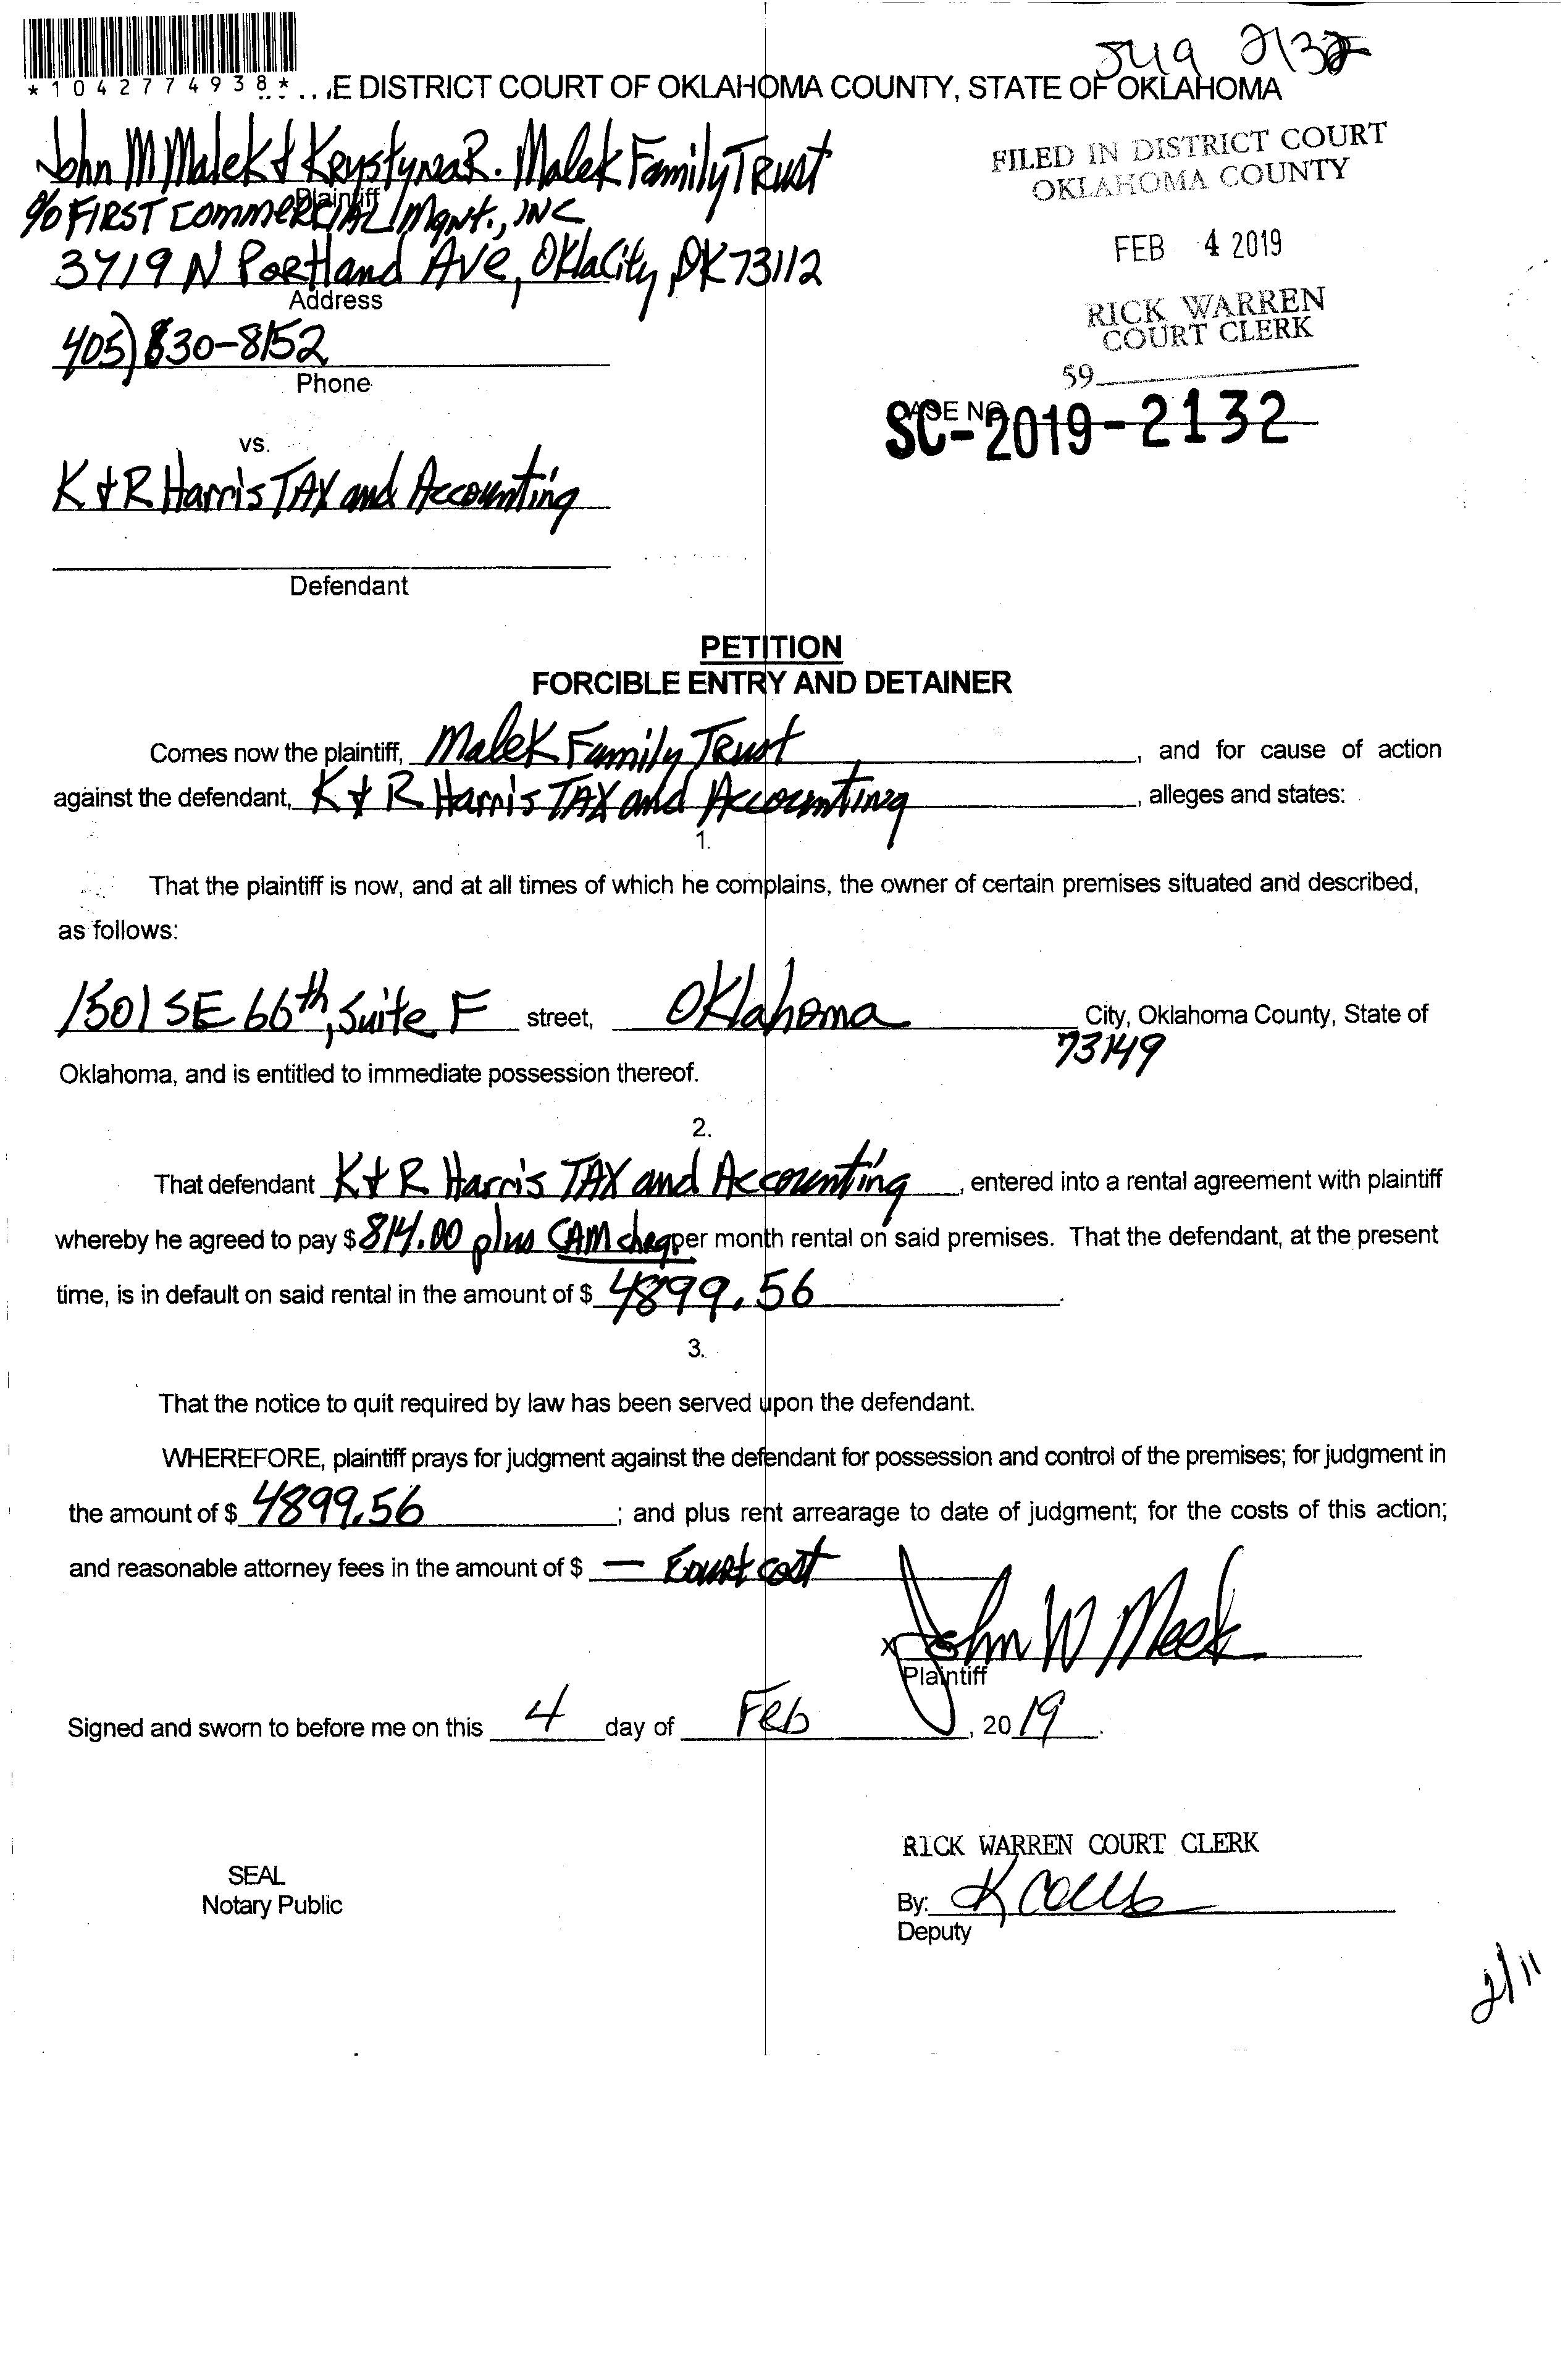 *1042774938*
E DISTRICT COURT OF OKLAHOMA COUNTY, STATE OF OKLAHOMA
John M Malek & Krystyna R. Malek Family Trust
Plaintiff
% FIRST Commercial Mgnt., INC
3719 N Portland Ave, Okla City, OK 73112
Address
405) 830-8152
Phone
FILED IN DISTRICT COURT
OKLAHOMA COUNTY
FEB 4 2019
RICK WARREN
COURT CLERK
59
CASE NO.
SC-2019-2132
vs.
K & R Harris TAX and Accounting
Defendant
PETITION
FORCIBLE ENTRY AND DETAINER
Comes now the plaintiff, Malek Family Trust, and for cause of action
against the defendant, K & R Harris TAX and Accounting, alleges and states:
1.
That the plaintiff is now, and at all times of which he complains, the owner of certain premises situated and described,
as follows:
1501 SE 66th, Suite F street, Oklahoma City, Oklahoma County, State of
73149
Oklahoma, and is entitled to immediate possession thereof.
2.
That defendant K & R Harris TAX and Accounting, entered into a rental agreement with plaintiff
whereby he agreed to pay $ 814.00 plus CAM per month rental on said premises. That the defendant, at the present
time, is in default on said rental in the amount of $ 4899.56.
3.
That the notice to quit required by law has been served upon the defendant.
WHEREFORE, plaintiff prays for judgment against the defendant for possession and control of the premises; for judgment in
the amount of $ 4899.56; and plus rent arrearage to date of judgment; for the costs of this action;
and reasonable attorney fees in the amount of $ — Court cost
x John W Meek
Plaintiff
Signed and sworn to before me on this 4 day of Feb, 2019.
RICK WARREN COURT CLERK
SEAL
Notary Public
By: K
Deputy
2/11